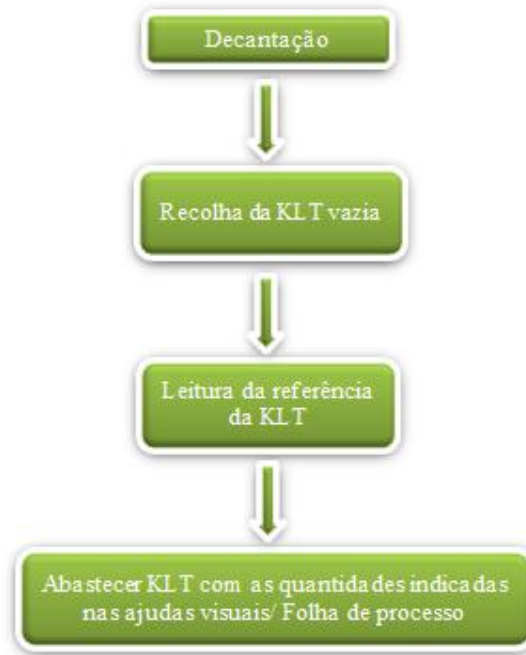 Decantação
Recolha da KLT vazia
Leitura da referência
da KLT
Abastecer KLT com as quantidades indicadas
nas ajudas visuais/ Folha de processo